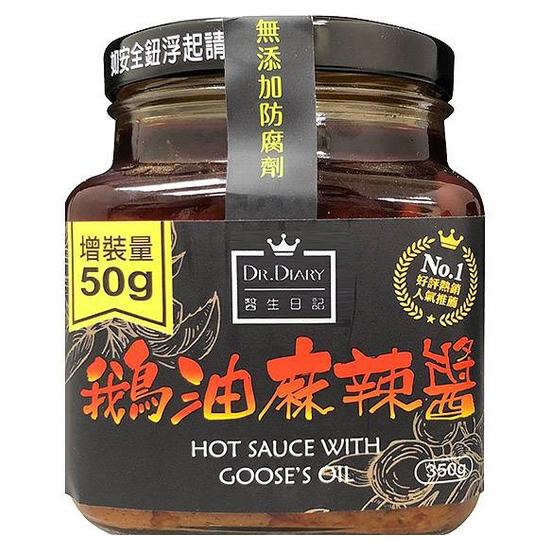 如安全鈕浮起請
無添加防腐劑
增裝量
50g
DR.DIARY
醫生日記
No.1
好評熱銷
人氣推薦
鵝油麻辣醬
HOT SAUCE WITH
GOOSE'S OIL
350g